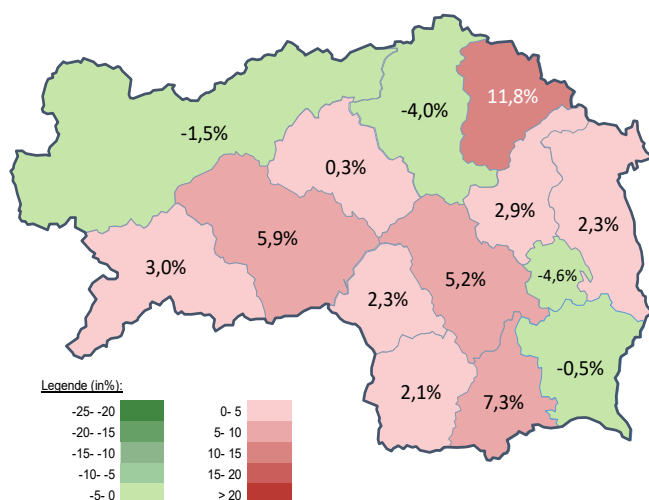 11,8%
-4,0%
-1,5%
0,3%
2,9%
2,3%
5,9%
3,0%
5,2%
-4,6%
2,3%
-0,5%
2,1%
7,3%
Legende (in%):
-25- -20 0- 5
-20- -15 5- 10
-15- -10 10- 15
-10- -5 15- 20
-5- 0 > 20